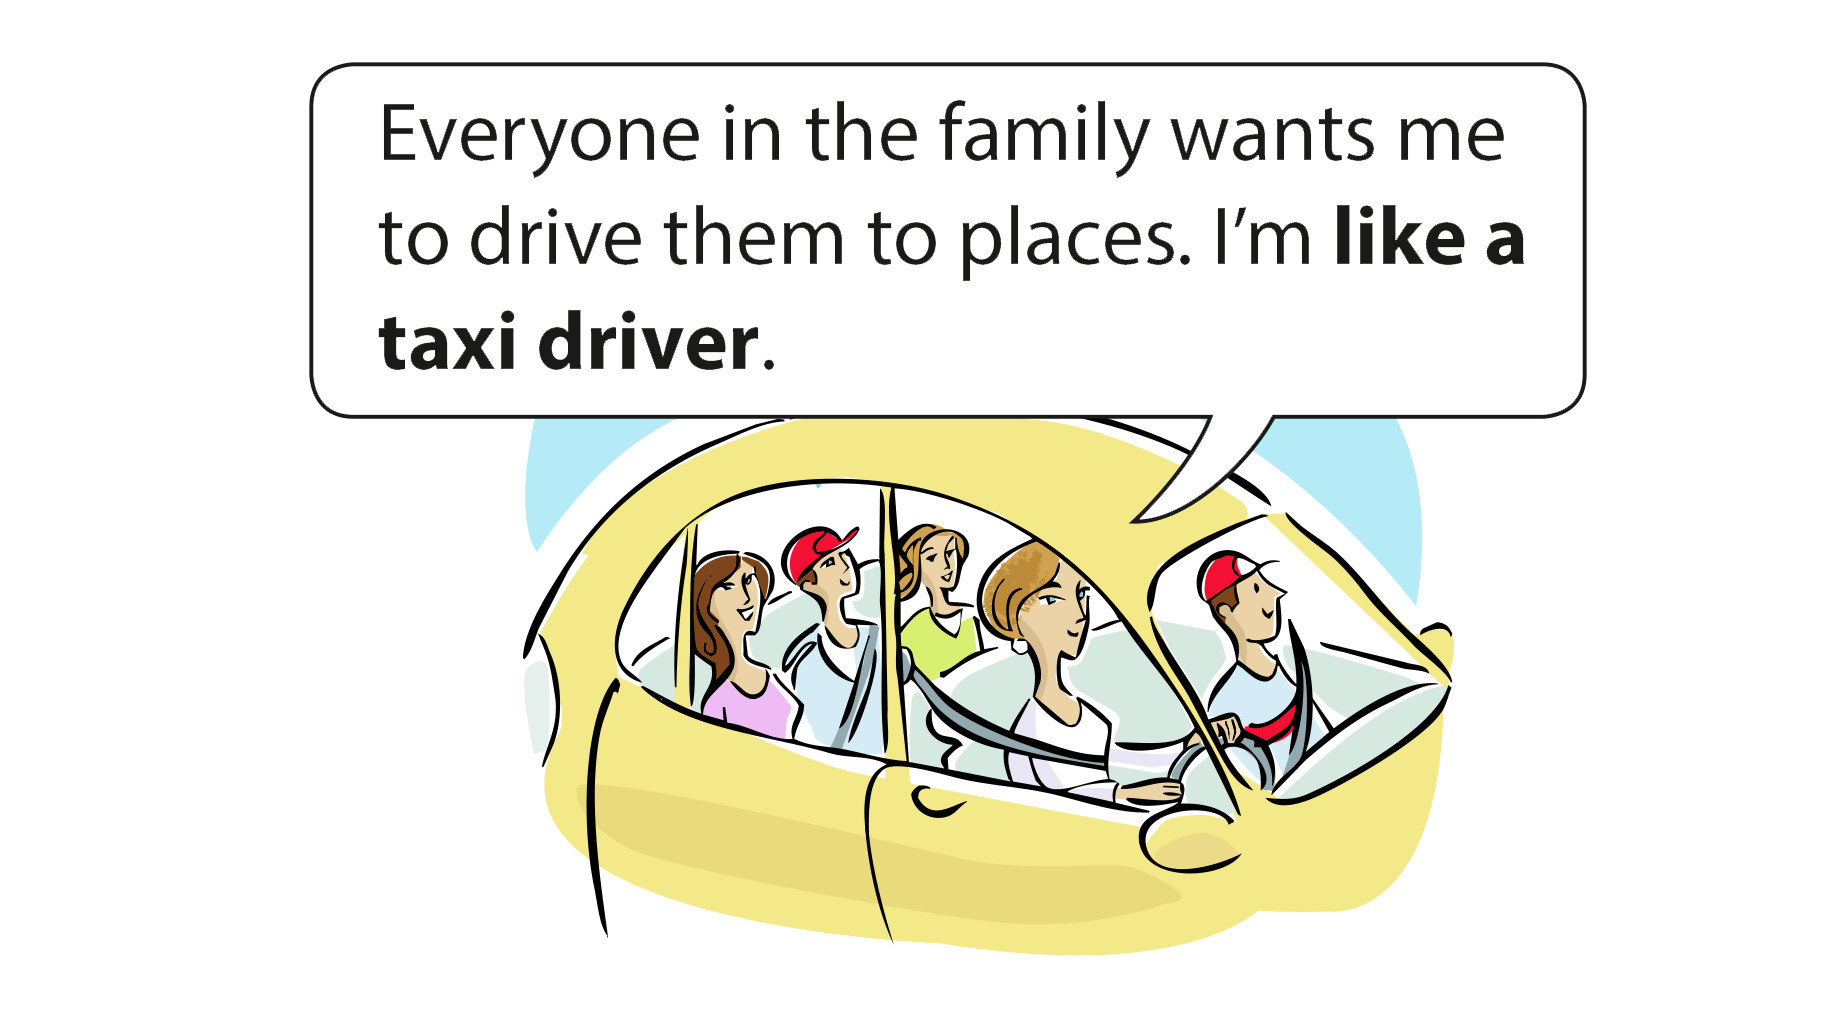 Everyone in the family wants me
to drive them to places. I’m like a
taxi driver.